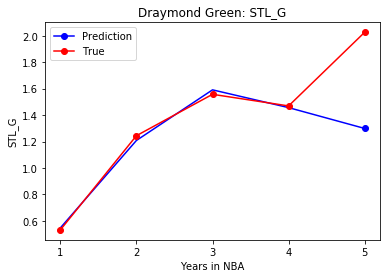 Draymond Green: STL_G
Prediction
True
STL_G
2.0
1.8
1.6
1.4
1.2
1.0
0.8
0.6
1 2 3 4 5
Years in NBA